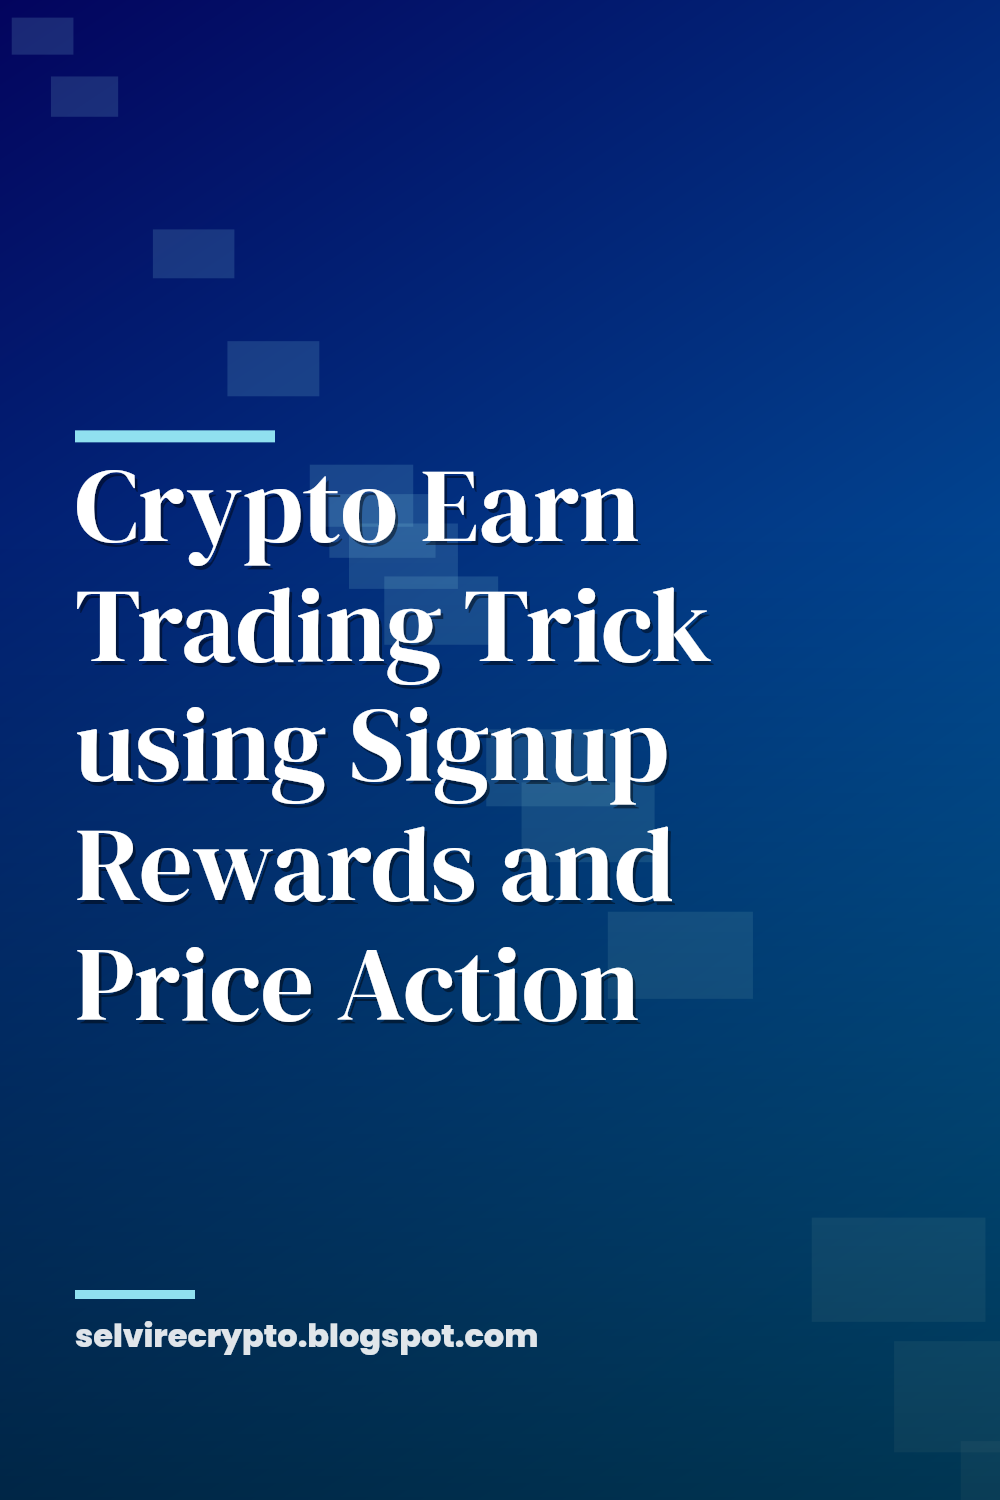 Crypto Earn
Trading Trick
using Signup
Rewards and
Price Action
selvirecrypto.blogspot.com